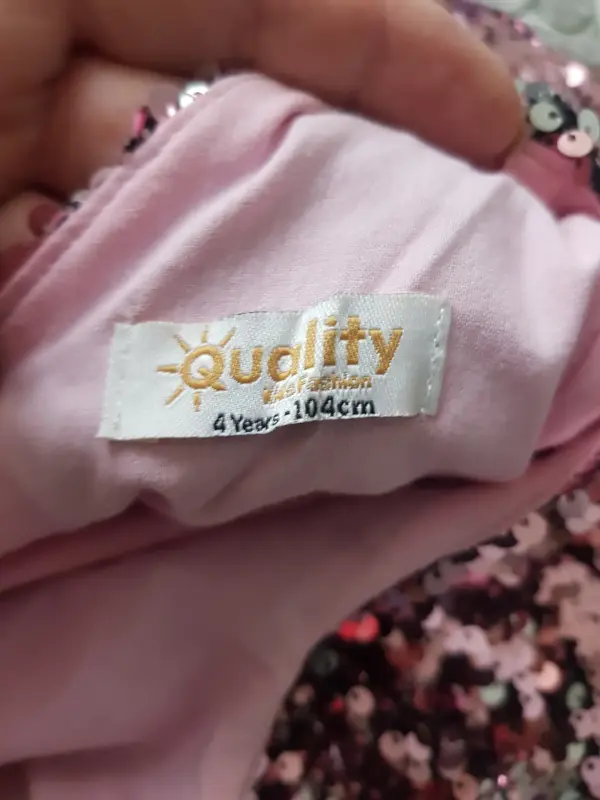 Quality
Kids Fashion
4 Years - 104cm